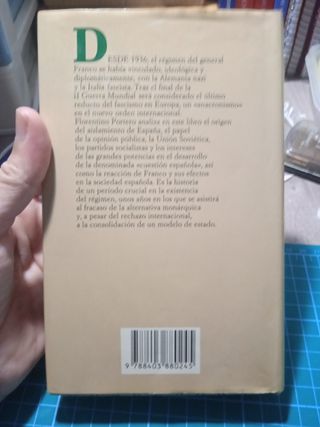 DESDE 1936, el régimen del general
Franco se había vinculado, ideológica y
diplomáticamente, con la Alemania nazi
y la Italia fascista. Tras el final de la
II Guerra Mundial será considerado el último
reducto del fascismo en Europa, un anacronismo
en el nuevo orden internacional.
Florentino Portero analiza en este libro el origen
del aislamiento de España, el papel
de la opinión pública, la Unión Soviética,
los partidos socialistas y los intereses
de las grandes potencias en el desarrollo
de la denominada «cuestión española», así
como la reacción de Franco y sus efectos
en la sociedad española. Es la historia
de un período crucial en la existencia
del régimen, unos años en los que se asistirá
al fracaso de la alternativa monárquica
y, a pesar del rechazo internacional,
a la consolidación de un modelo de estado.
9 788403 880245